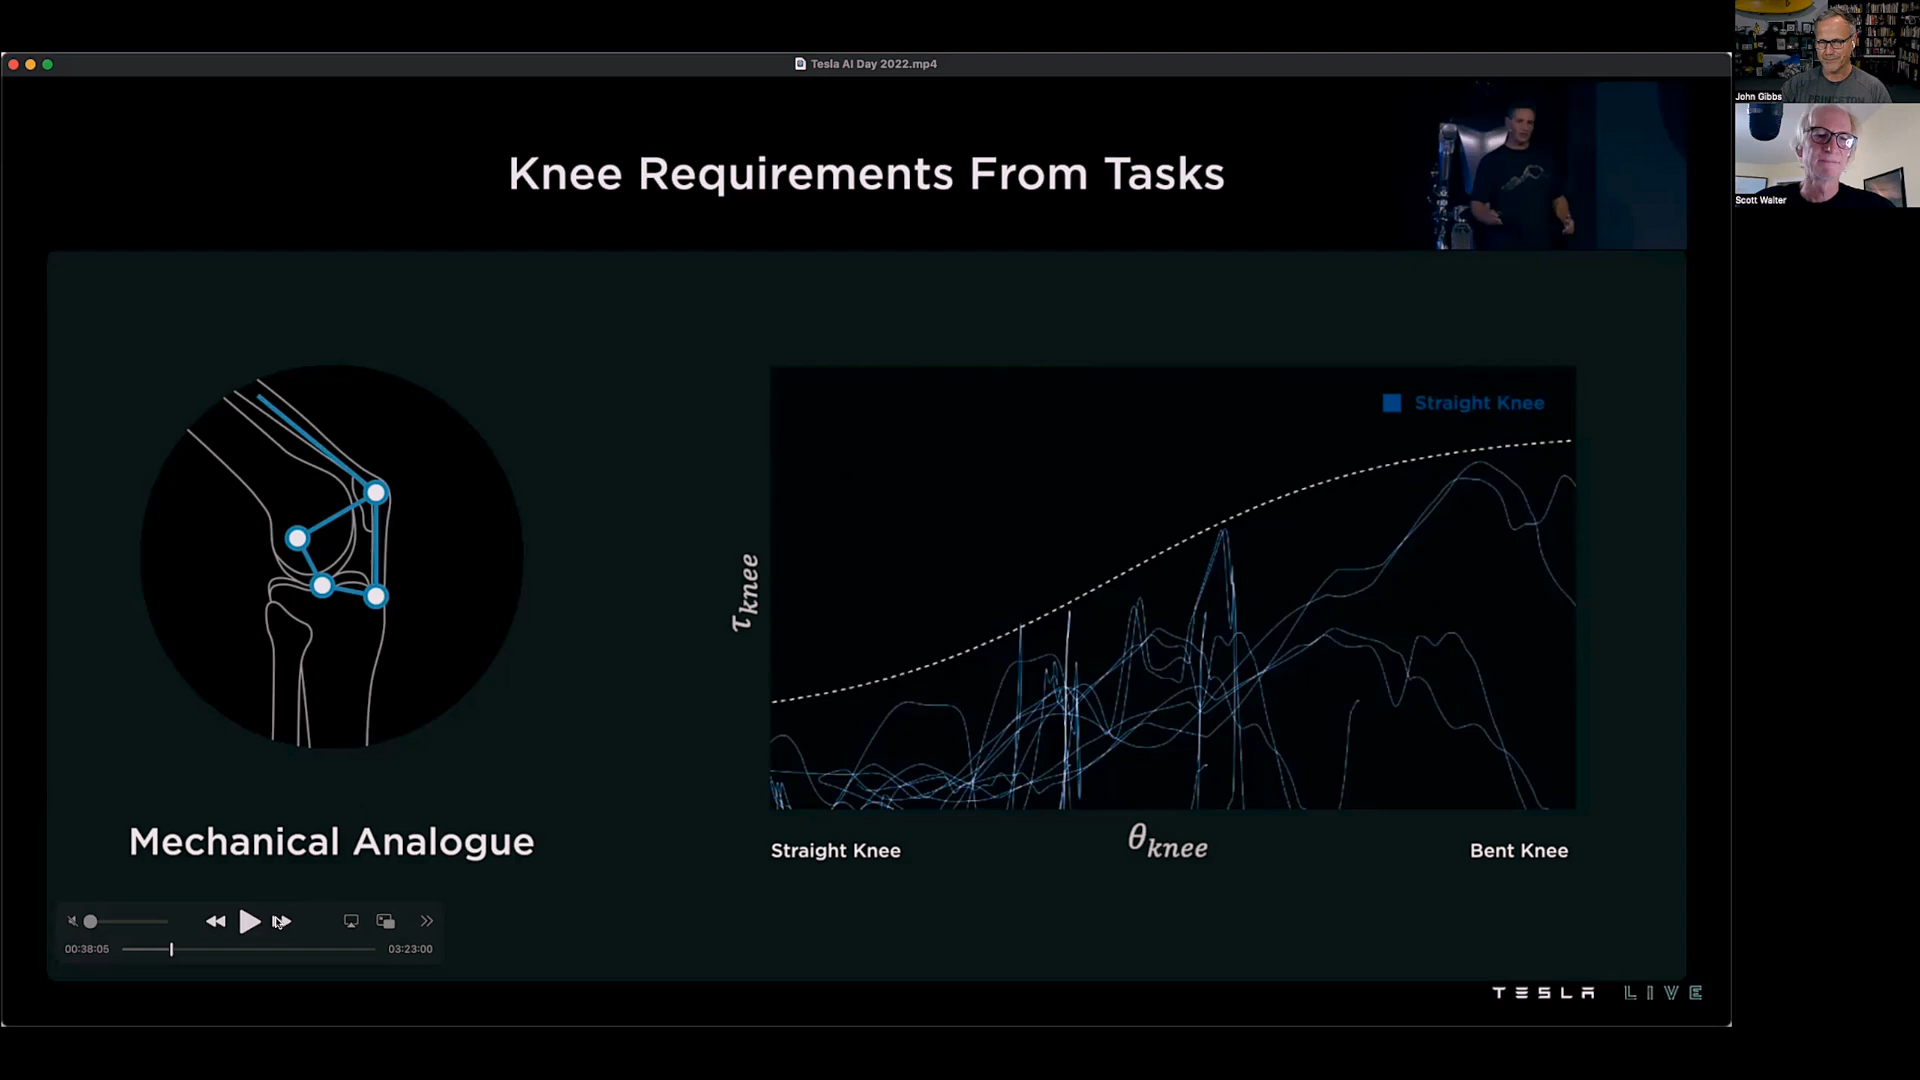 Tesla AI Day 2022.mp4
John Gibbs
PRINCETON
Scott Walter
Knee Requirements From Tasks
Straight Knee
τknee
Mechanical Analogue
Straight Knee
θknee
Bent Knee
00:38:05
03:23:00
TESLA LIVE